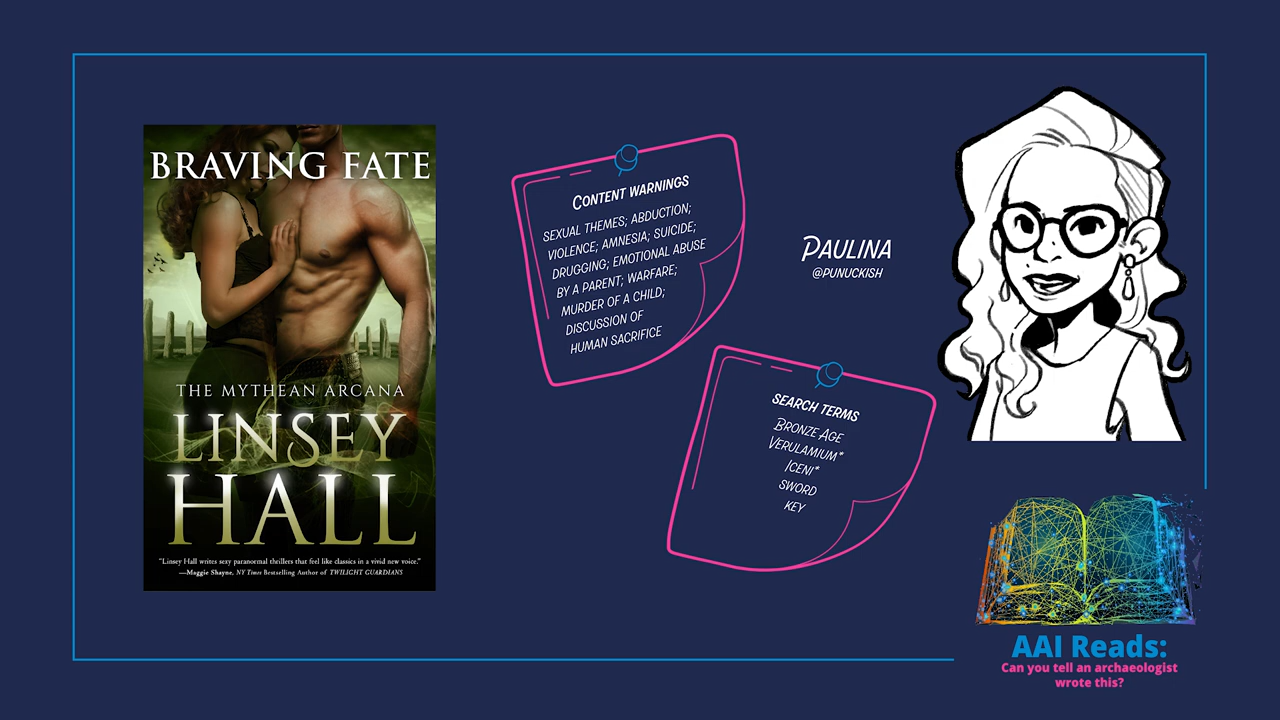 BRAVING FATE
THE MYTHEAN ARCANA
LINSEY
HALL
"Linsey Hall writes sexy paranormal thrillers that feel like classics in a vivid new voice."
—Maggie Shayne, NY Times Bestselling Author of TWILIGHT GUARDIANS
CONTENT WARNINGS
SEXUAL THEMES; ABDUCTION;
VIOLENCE; AMNESIA; SUICIDE;
DRUGGING; EMOTIONAL ABUSE
BY A PARENT; WARFARE;
MURDER OF A CHILD;
DISCUSSION OF
HUMAN SACRIFICE
PAULINA
@PUNUCKISH
SEARCH TERMS
BRONZE AGE
VERULAMIUM*
ICENI*
SWORD
KEY
AAI Reads:
Can you tell an archaeologist
wrote this?